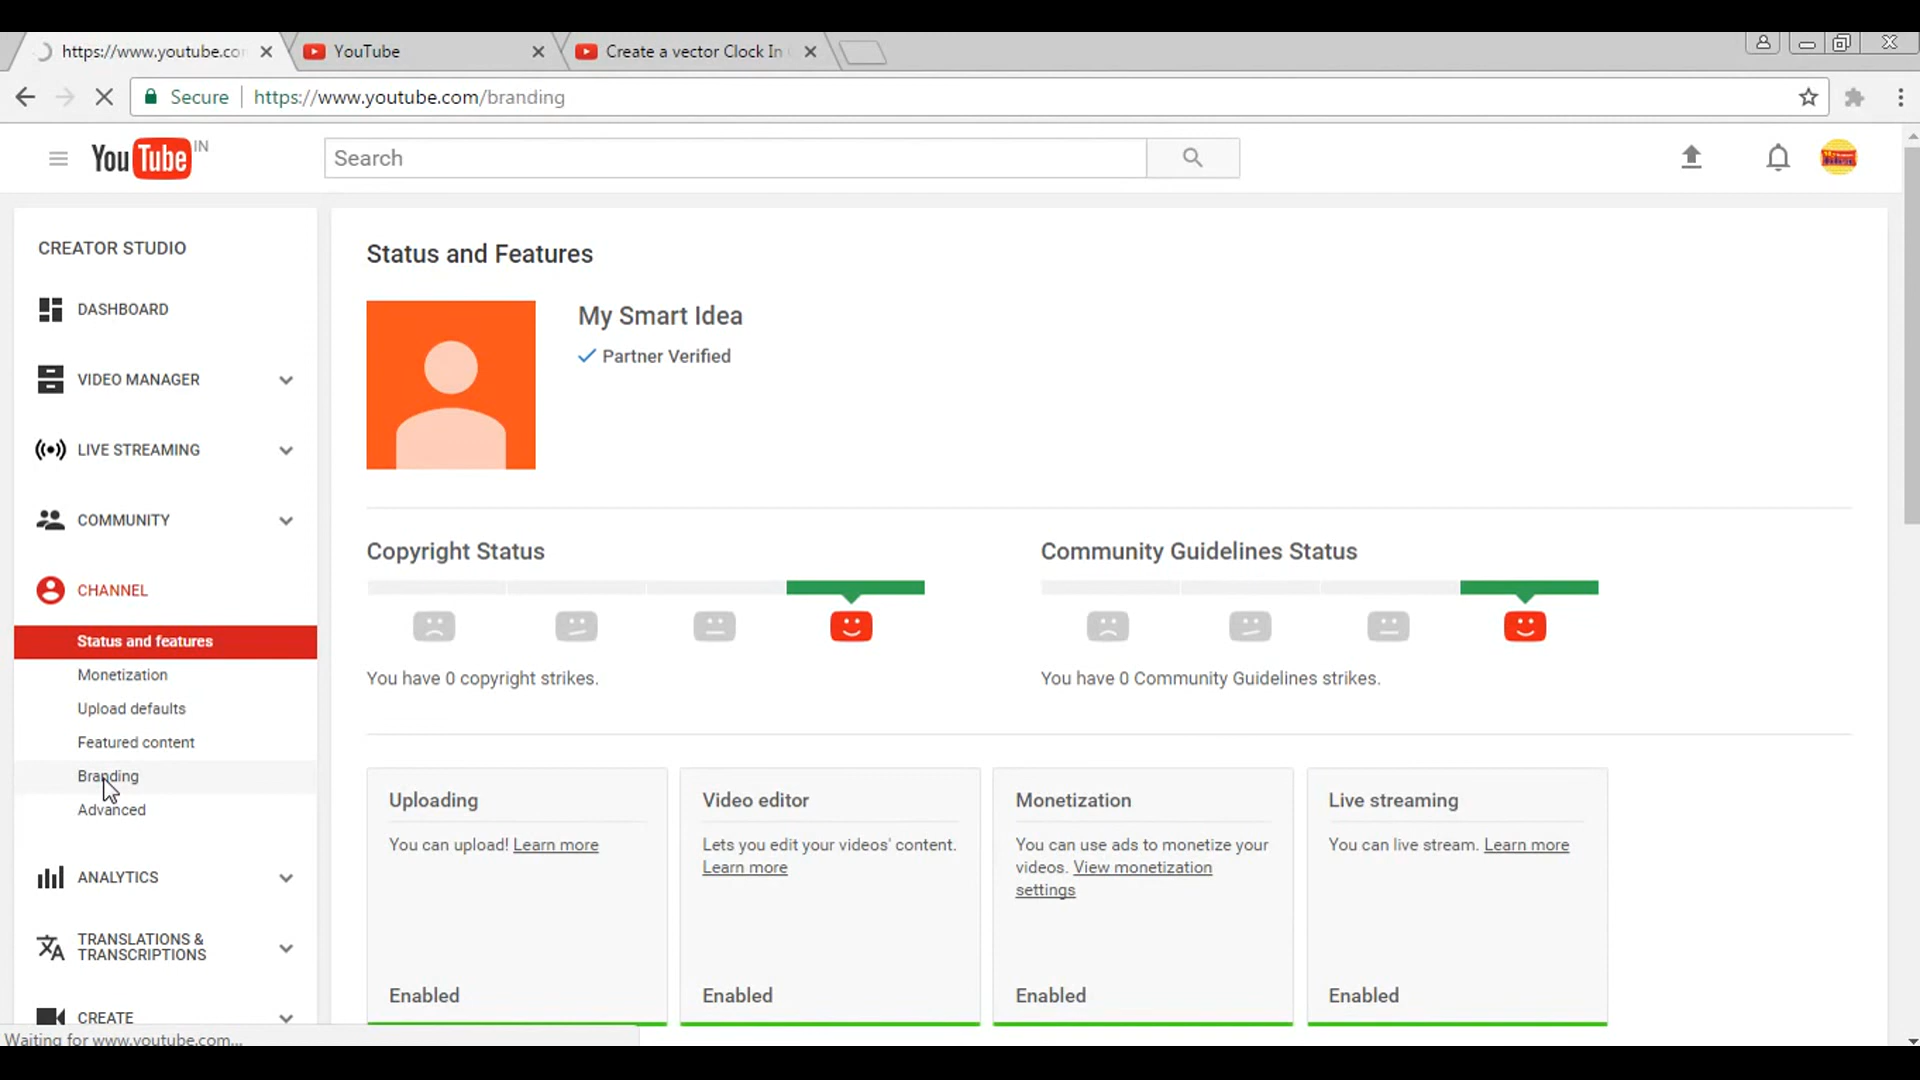 https://www.youtube.co
YouTube
Create a vector Clock In
Secure https://www.youtube.com/branding
YouTube IN
Search
CREATOR STUDIO
DASHBOARD
VIDEO MANAGER
LIVE STREAMING
COMMUNITY
CHANNEL
Status and features
Monetization
Upload defaults
Featured content
Branding
Advanced
ANALYTICS
TRANSLATIONS &
TRANSCRIPTIONS
CREATE
Waiting for www.youtube.com...
Status and Features
My Smart Idea
Partner Verified
Copyright Status
You have 0 copyright strikes.
Community Guidelines Status
You have 0 Community Guidelines strikes.
Uploading
You can upload! Learn more
Enabled
Video editor
Lets you edit your videos' content.
Learn more
Enabled
Monetization
You can use ads to monetize your
videos. View monetization
settings
Enabled
Live streaming
You can live stream. Learn more
Enabled